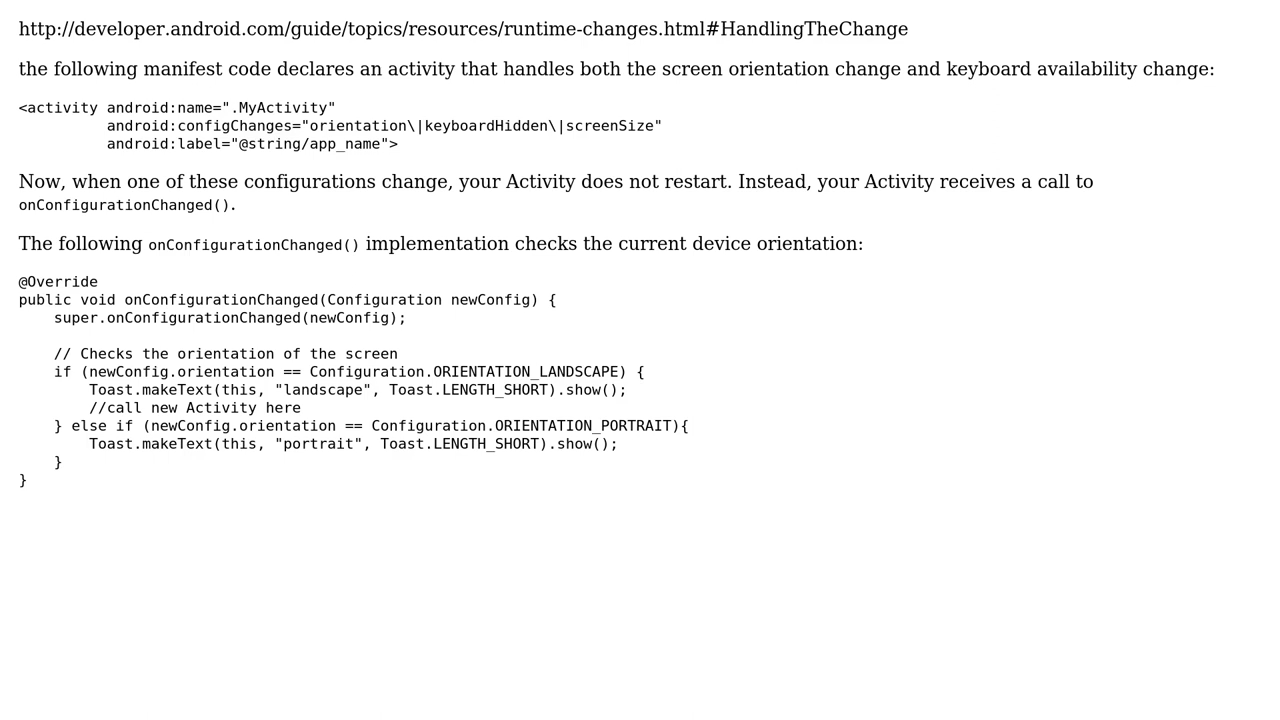 http://developer.android.com/guide/topics/resources/runtime-changes.html#HandlingTheChange
the following manifest code declares an activity that handles both the screen orientation change and keyboard availability change:
<activity android:name=".MyActivity"
          android:configChanges="orientation\|keyboardHidden\|screenSize"
          android:label="@string/app_name">
Now, when one of these configurations change, your Activity does not restart. Instead, your Activity receives a call to
onConfigurationChanged().
The following onConfigurationChanged() implementation checks the current device orientation:
@Override
public void onConfigurationChanged(Configuration newConfig) {
    super.onConfigurationChanged(newConfig);
    // Checks the orientation of the screen
    if (newConfig.orientation == Configuration.ORIENTATION_LANDSCAPE) {
        Toast.makeText(this, "landscape", Toast.LENGTH_SHORT).show();
        //call new Activity here
    } else if (newConfig.orientation == Configuration.ORIENTATION_PORTRAIT){
        Toast.makeText(this, "portrait", Toast.LENGTH_SHORT).show();
    }
}